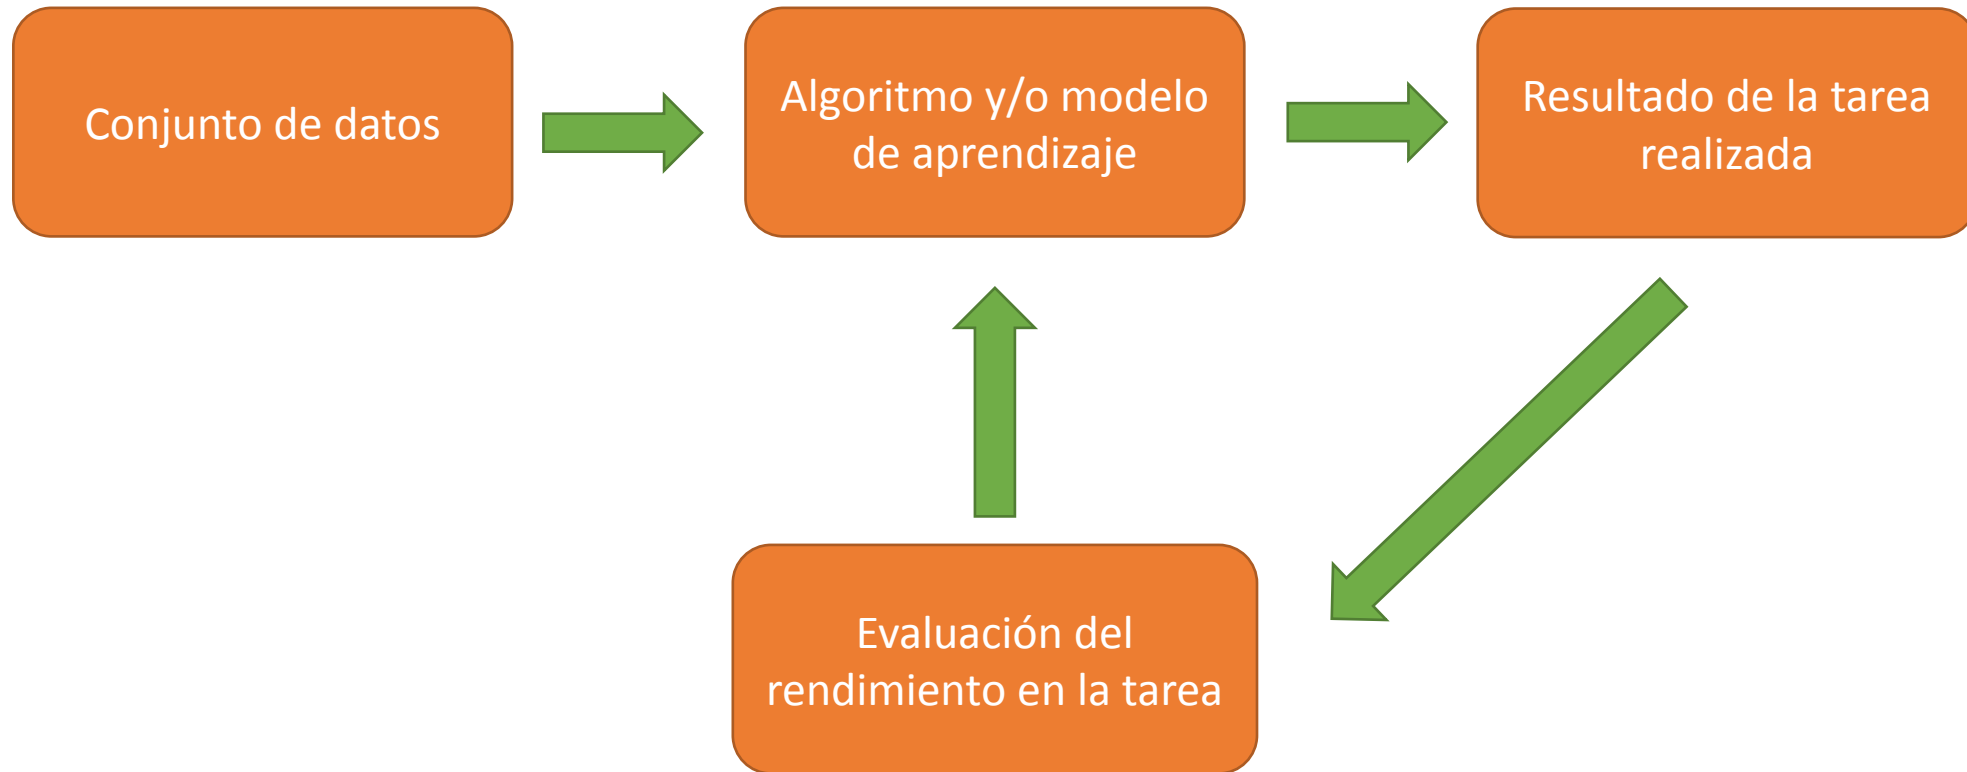 Conjunto de datos
Algoritmo y/o modelo
de aprendizaje
Resultado de la tarea
realizada
Evaluación del
rendimiento en la tarea